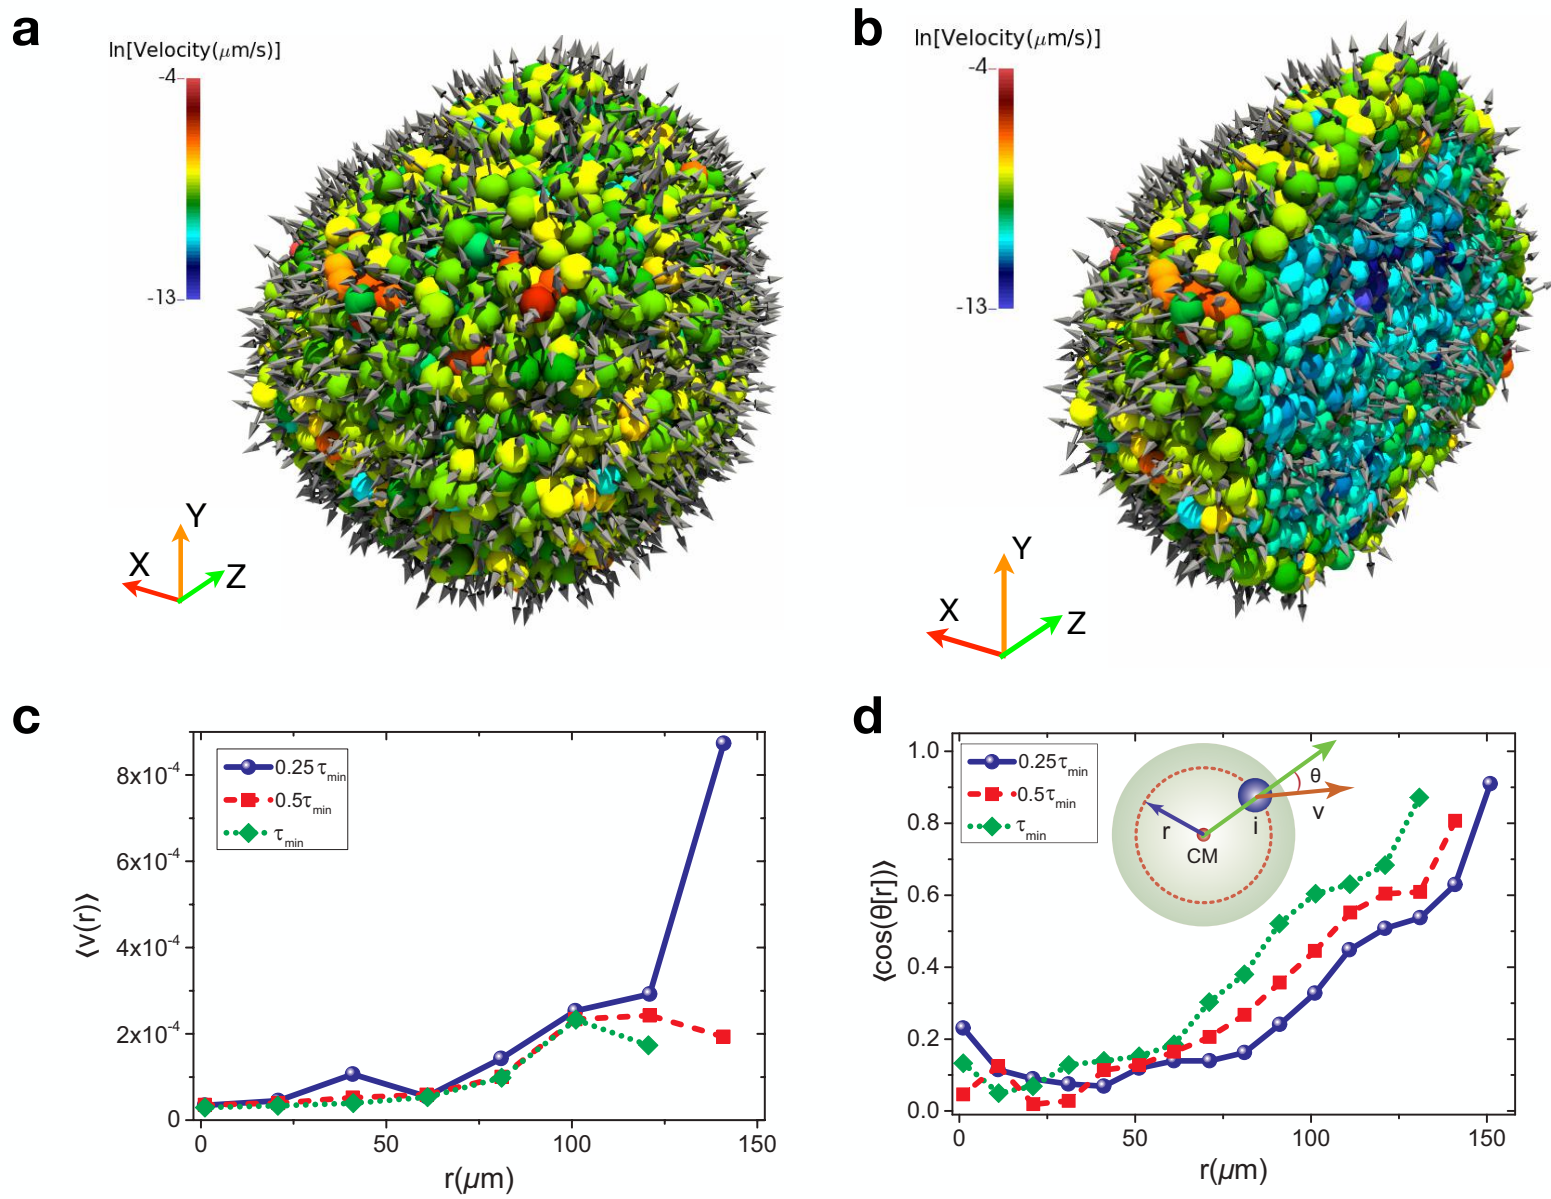 a
ln[Velocity(μm/s)]
-4
-13
Y
X
Z
b
ln[Velocity(μm/s)]
-4
-13
Y
X
Z
c
0.25τmin
0.5τmin
τmin
8x10-4
6x10-4
4x10-4
2x10-4
0
⟨v(r)⟩
0 50 100 150
r(μm)
d
0.25τmin
0.5τmin
τmin
θ
v
i
r
CM
1.0
0.8
0.6
0.4
0.2
0.0
⟨cos(θ[r])⟩
0 50 100 150
r(μm)